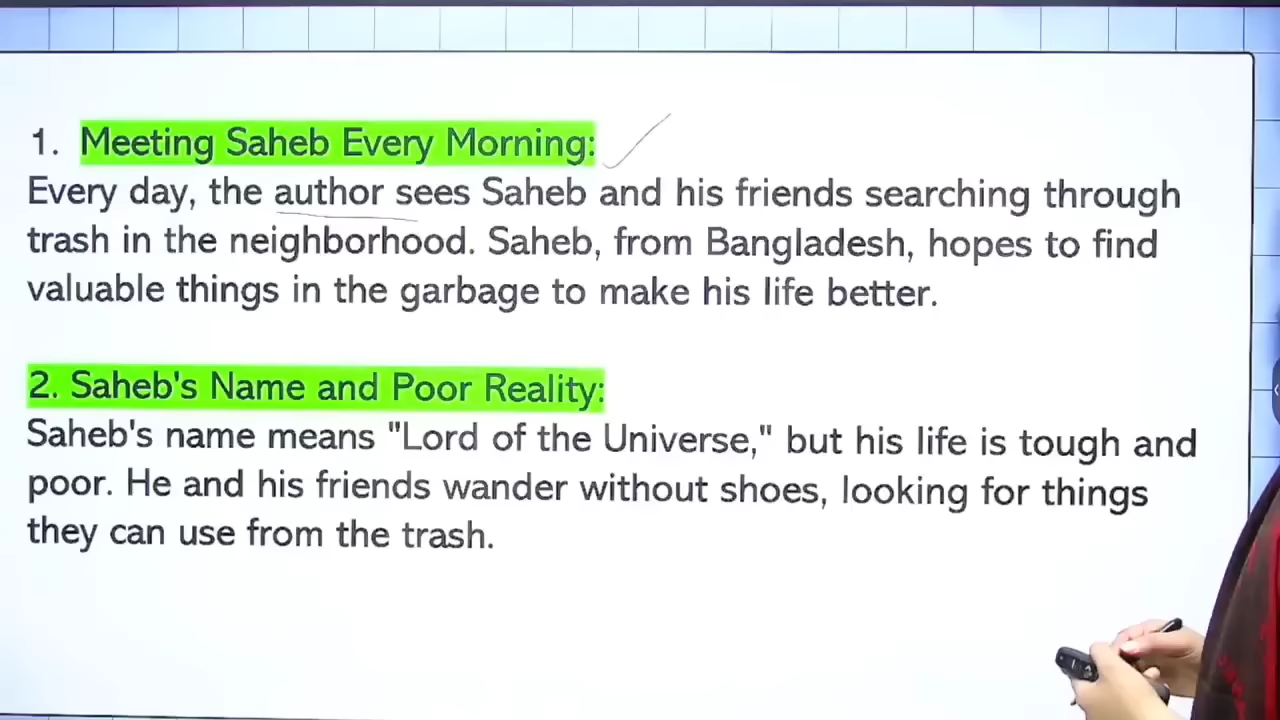 1. Meeting Saheb Every Morning:
Every day, the author sees Saheb and his friends searching through
trash in the neighborhood. Saheb, from Bangladesh, hopes to find
valuable things in the garbage to make his life better.
2. Saheb's Name and Poor Reality:
Saheb's name means "Lord of the Universe," but his life is tough and
poor. He and his friends wander without shoes, looking for things
they can use from the trash.